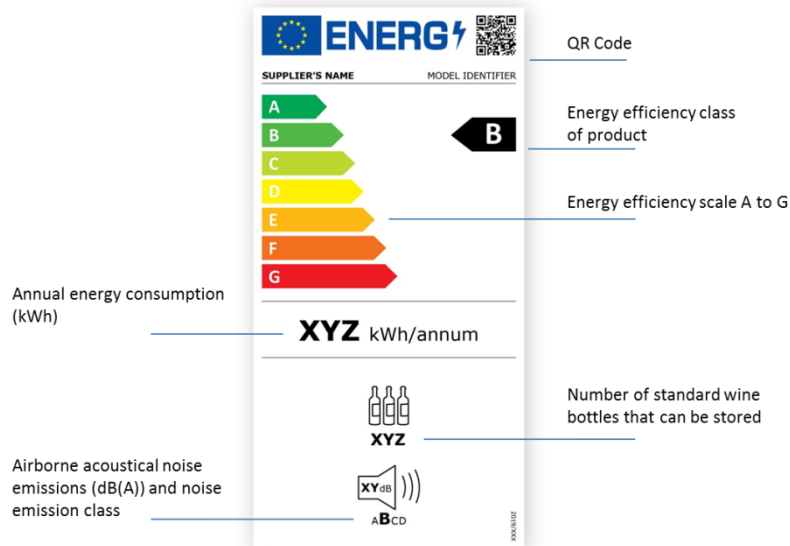 ENERG
QR Code
SUPPLIER'S NAME MODEL IDENTIFIER
A
B
B
Energy efficiency class
of product
C
D
Energy efficiency scale A to G
E
F
G
Annual energy consumption
(kWh)
XYZ kWh/annum
Number of standard wine
bottles that can be stored
XYZ
Airborne acoustical noise
emissions (dB(A)) and noise
emission class
XYdB
ABCD
2019/XXX